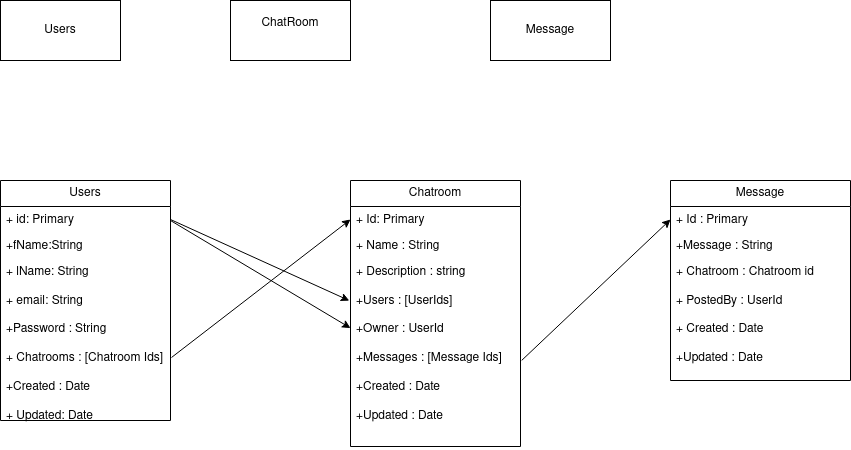 Users
ChatRoom
Message
Users
+ id: Primary
+fName:String
+ lName: String
+ email: String
+Password : String
+ Chatrooms : [Chatroom Ids]
+Created : Date
+ Updated: Date
Chatroom
+ Id: Primary
+ Name : String
+ Description : string
+Users : [UserIds]
+Owner : UserId
+Messages : [Message Ids]
+Created : Date
+Updated : Date
Message
+ Id : Primary
+Message : String
+ Chatroom : Chatroom id
+ PostedBy : UserId
+ Created : Date
+Updated : Date